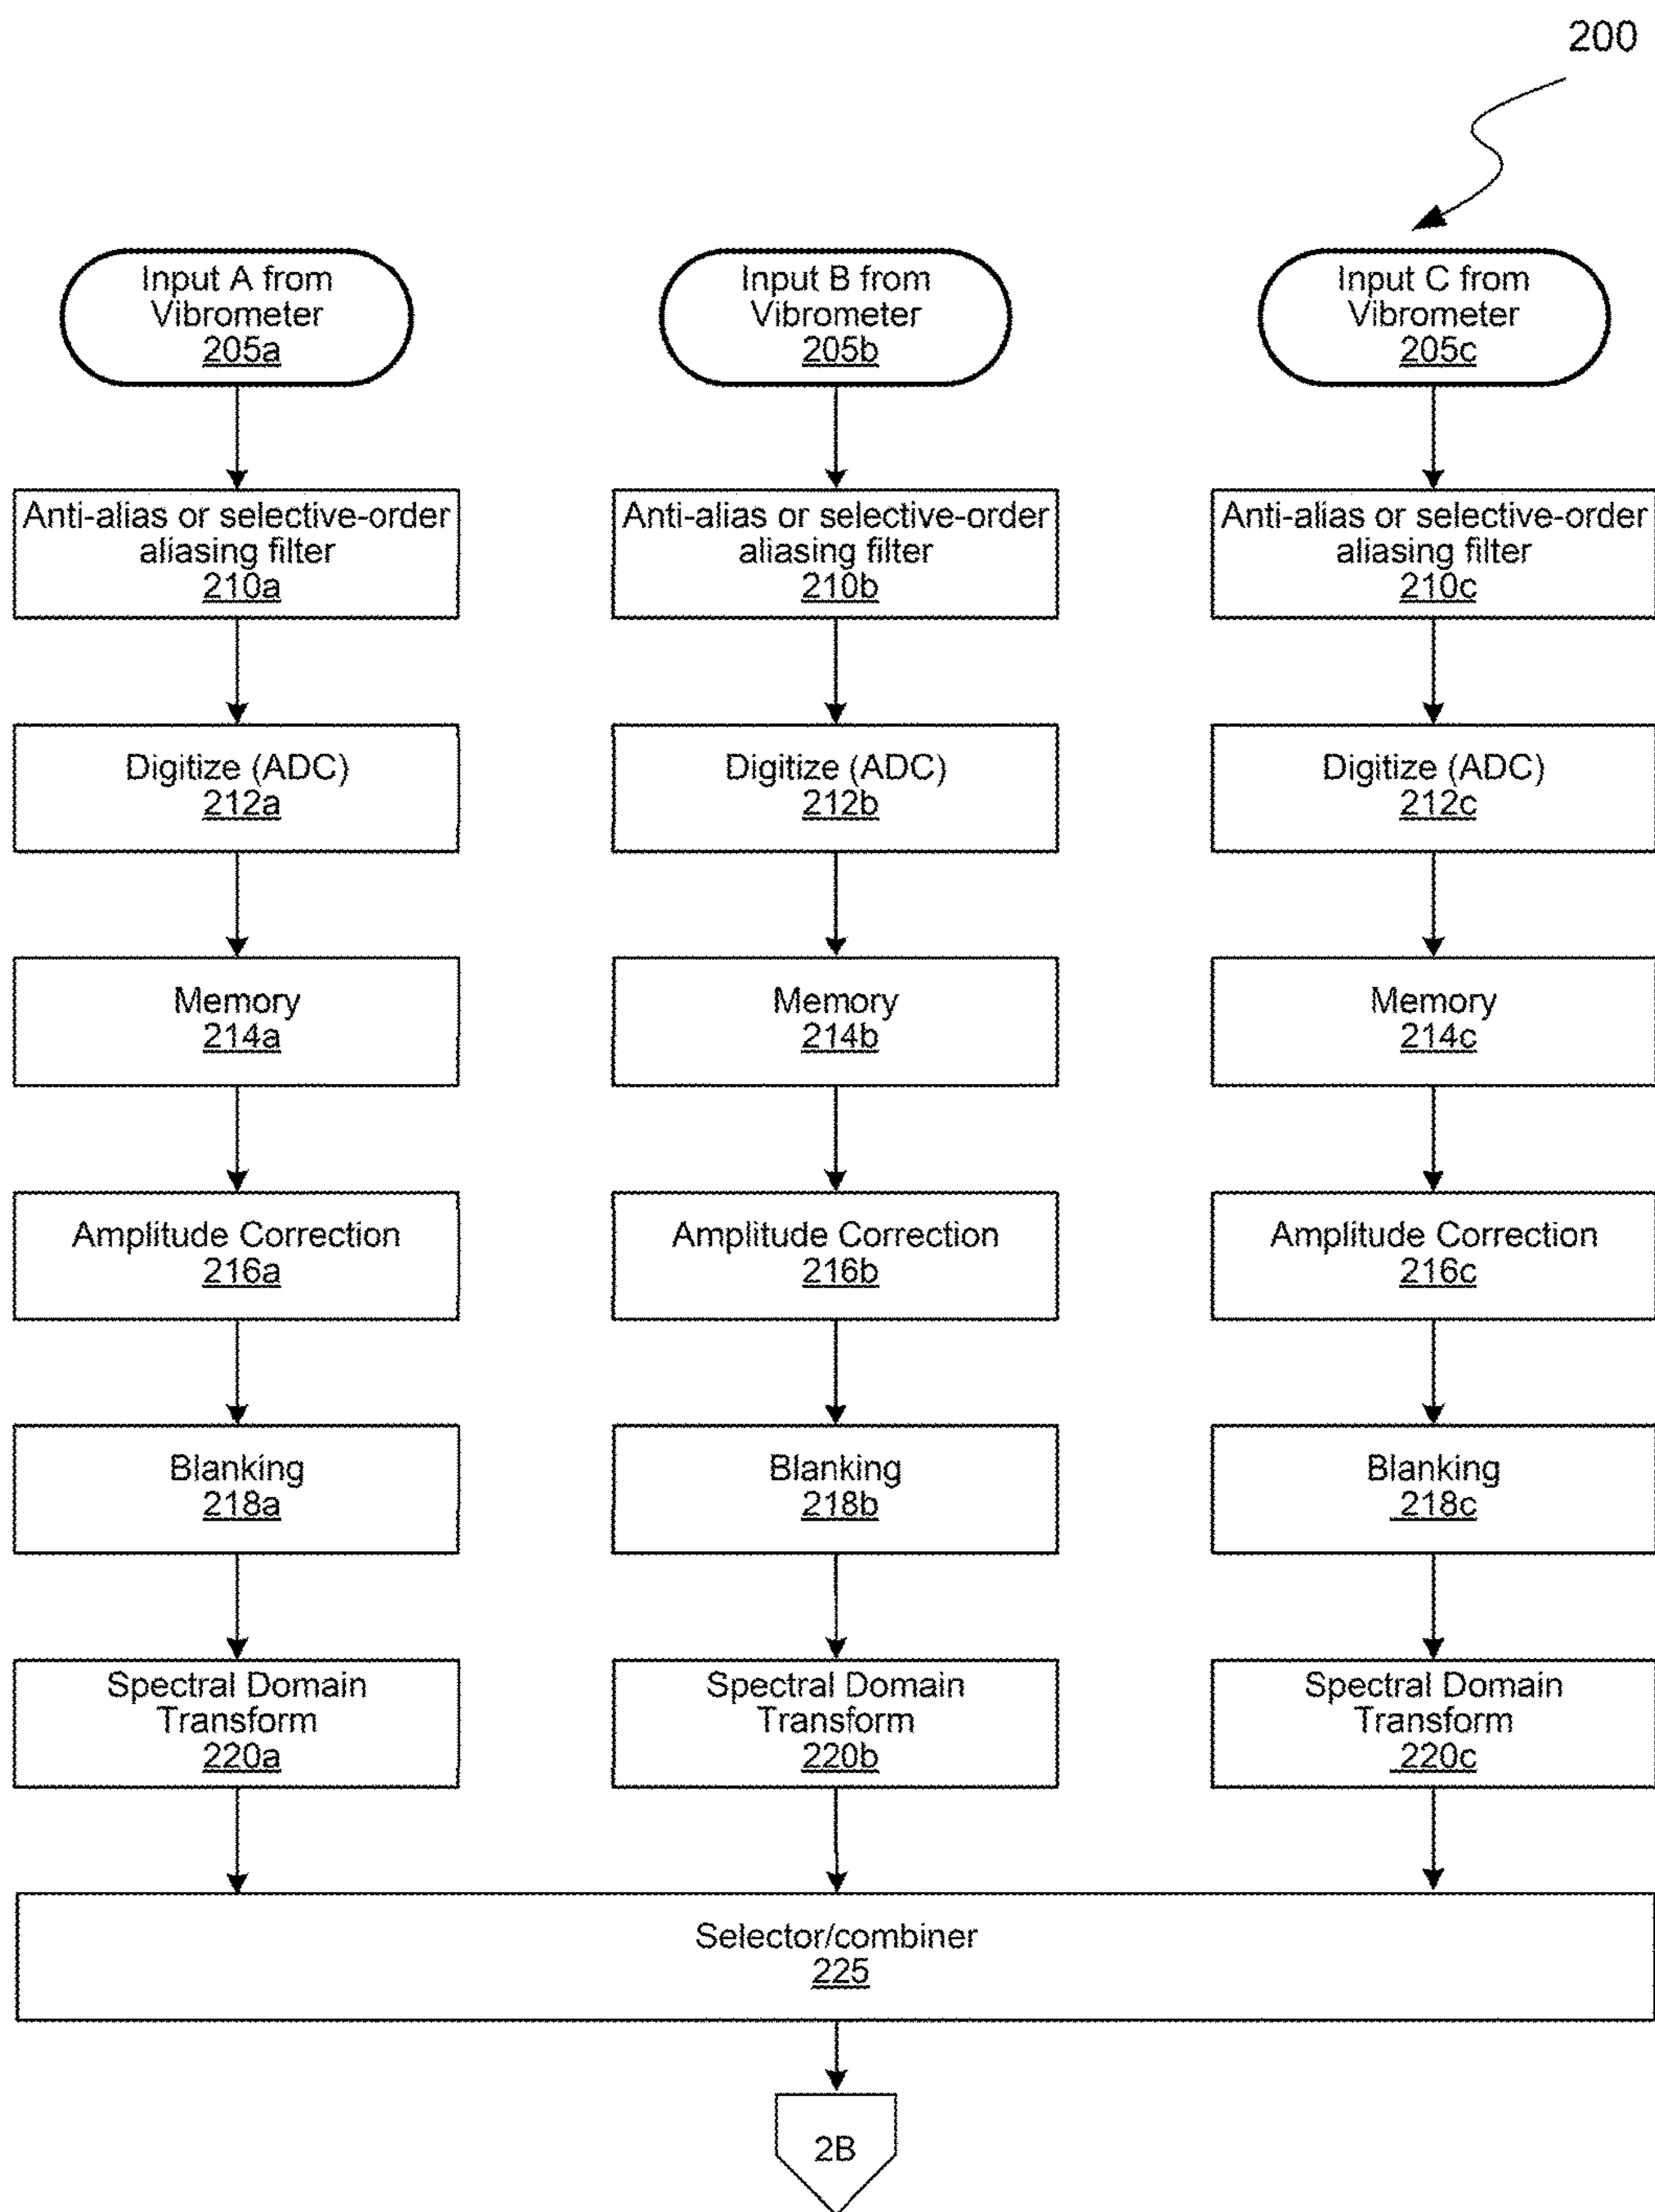 200
Input A from
Vibrometer
205a
Input B from
Vibrometer
205b
Input C from
Vibrometer
205c
Anti-alias or selective-order
aliasing filter
210a
Anti-alias or selective-order
aliasing filter
210b
Anti-alias or selective-order
aliasing filter
210c
Digitize (ADC)
212a
Digitize (ADC)
212b
Digitize (ADC)
212c
Memory
214a
Memory
214b
Memory
214c
Amplitude Correction
216a
Amplitude Correction
216b
Amplitude Correction
216c
Blanking
218a
Blanking
218b
Blanking
218c
Spectral Domain
Transform
220a
Spectral Domain
Transform
220b
Spectral Domain
Transform
220c
Selector/combiner
225
2B